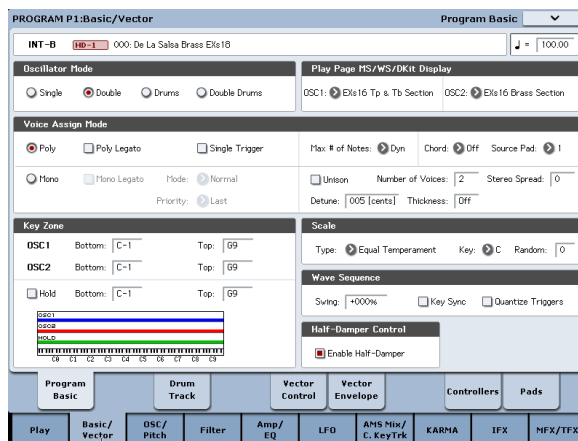 PROGRAM P1:Basic/Vector Program Basic
INT-B HD-1 000: De La Salsa Brass EXs18 ♩ = 100.00
Oscillator Mode
Single Double Drums Double Drums
Play Page MS/WS/DKit Display
OSC1: EXs16 Tp & Tb Section OSC2: EXs16 Brass Section
Voice Assign Mode
Poly Poly Legato Single Trigger Max # of Notes: Dyn Chord: Off Source Pad: 1
Mono Mono Legato Mode: Normal Unison Number of Voices: 2 Stereo Spread: 0
Priority: Last Detune: 005 [cents] Thickness: Off
Key Zone
OSC1 Bottom: C-1 Top: G9
OSC2 Bottom: C-1 Top: G9
Hold Bottom: C-1 Top: G9
OSC1
OSC2
HOLD
C0 C1 C2 C3 C4 C5 C6 C7 C8 C9
Scale
Type: Equal Temperament Key: C Random: 0
Wave Sequence
Swing: +000% Key Sync Quantize Triggers
Half-Damper Control
Enable Half-Damper
Program Basic Drum Track Vector Control Vector Envelope Controllers Pads
Play Basic/Vector OSC/Pitch Filter Amp/EQ LFO AMS Mix/C. KeyTrk KARMA IFX MFX/TFX